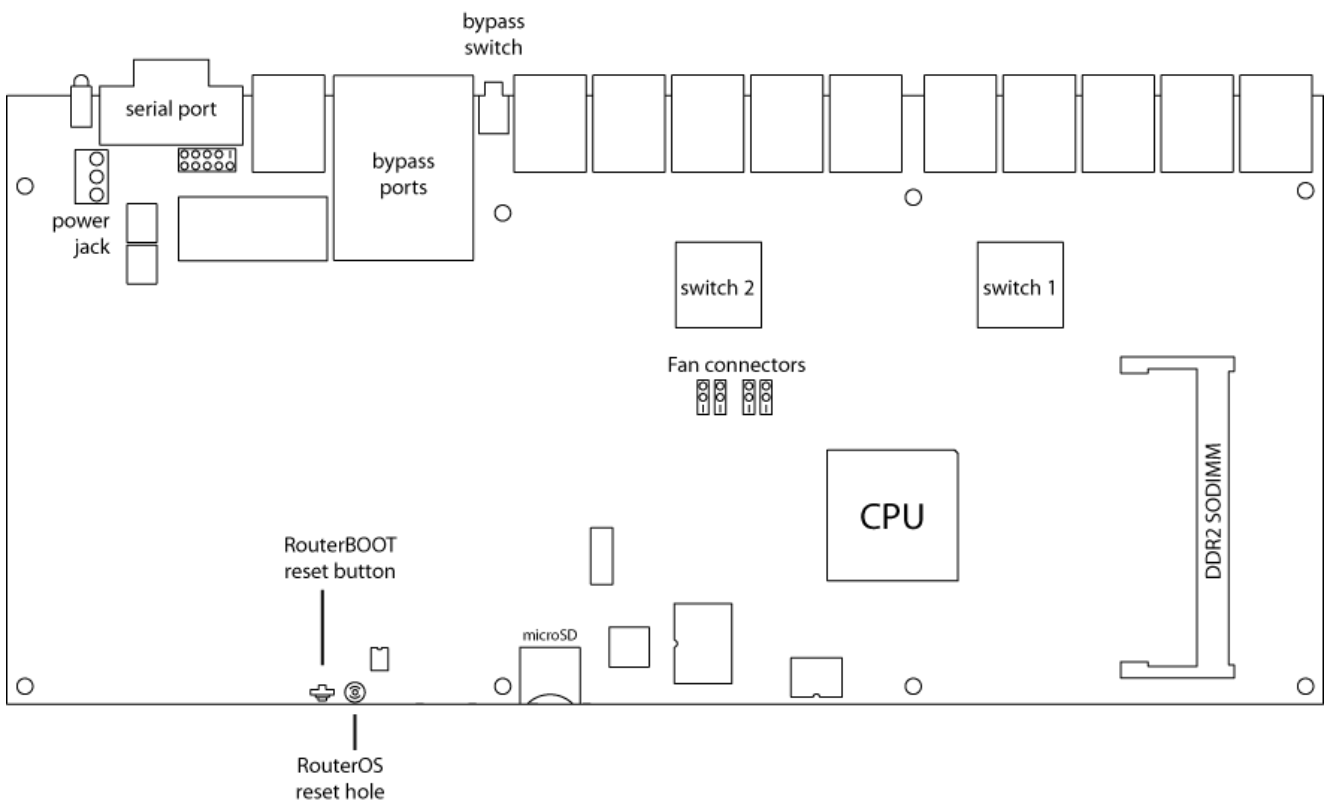 bypass
switch
serial port
bypass
ports
power
jack
switch 2
switch 1
Fan connectors
DDR2 SODIMM
CPU
RouterBOOT
reset button
microSD
RouterOS
reset hole